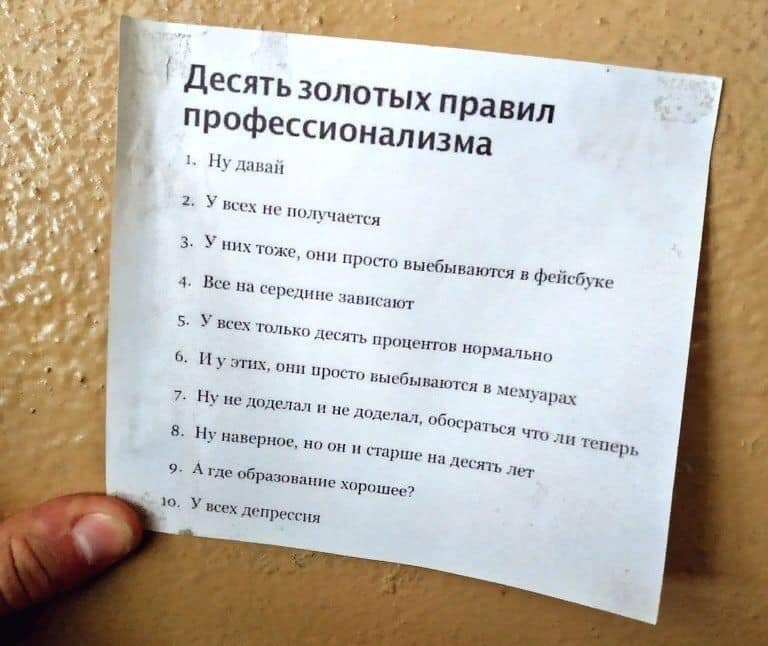 Десять золотых правил
профессионализма
1. Ну давай
2. У всех не получается
3. У них тоже, они просто выебываются в фейсбуке
4. Все на середине зависают
5. У всех только десять процентов нормально
6. И у этих, они просто выебываются в мемуарах
7. Ну не доделал и не доделал, обосраться что ли теперь
8. Ну наверное, но он и старше на десять лет
9. А где образование хорошее?
10. У всех депрессия